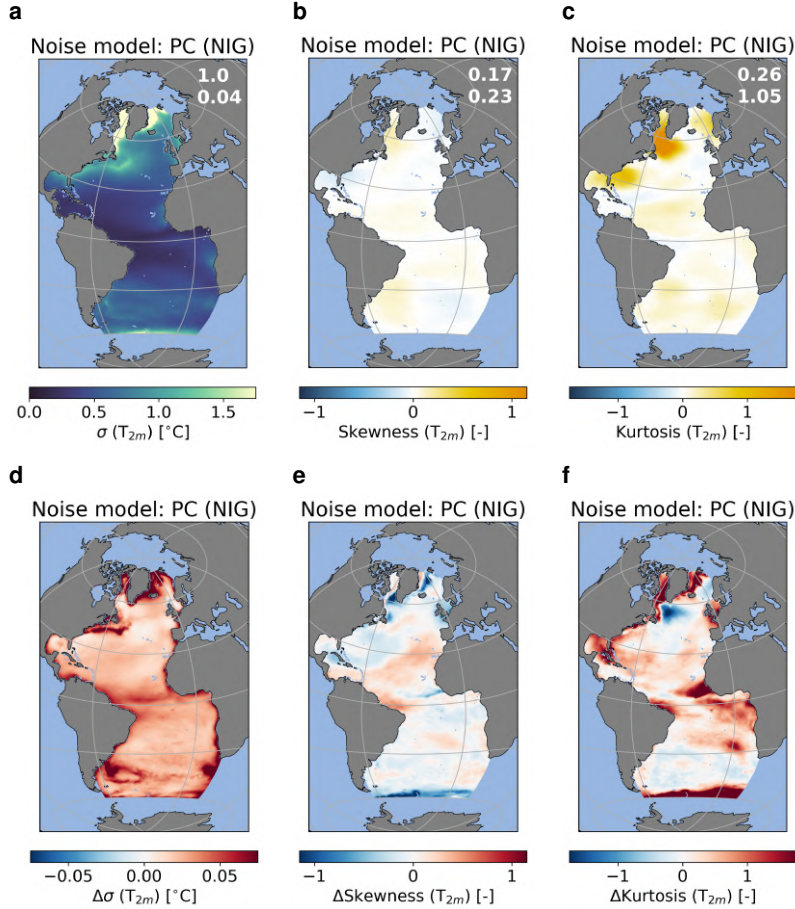 a
b
c
Noise model: PC (NIG)
Noise model: PC (NIG)
Noise model: PC (NIG)
1.0
0.04
0.17
0.23
0.26
1.05
0.0 0.5 1.0 1.5
σ (T₂ₘ) [°C]
−1 0 1
Skewness (T₂ₘ) [-]
−1 0 1
Kurtosis (T₂ₘ) [-]
d
e
f
Noise model: PC (NIG)
Noise model: PC (NIG)
Noise model: PC (NIG)
−0.05 0.00 0.05
Δσ (T₂ₘ) [°C]
−1 0 1
ΔSkewness (T₂ₘ) [-]
−1 0 1
ΔKurtosis (T₂ₘ) [-]